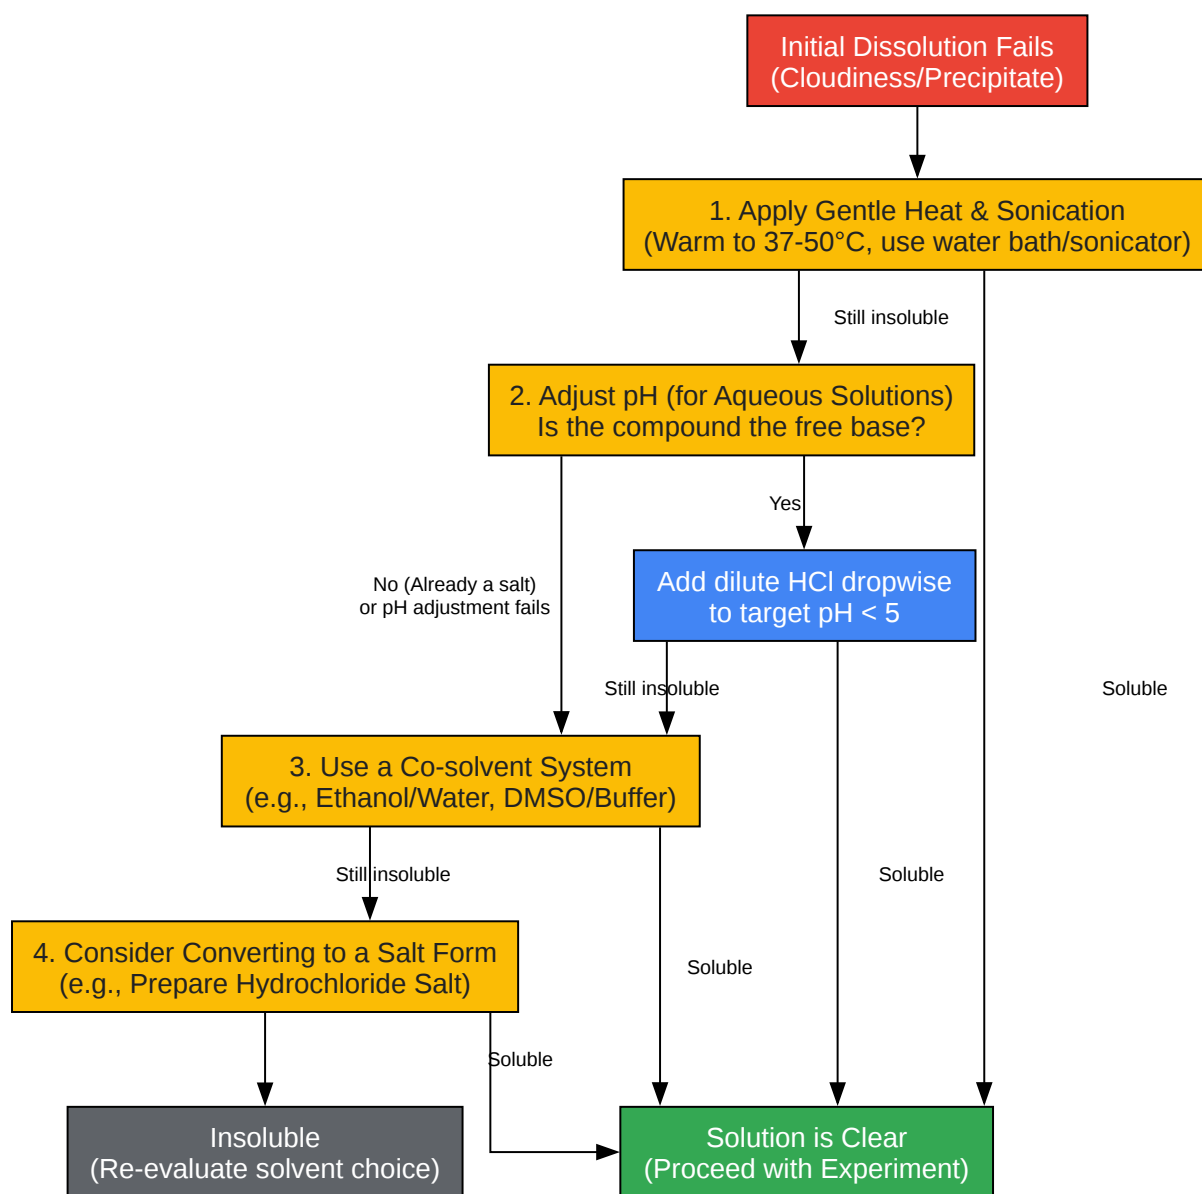 Initial Dissolution Fails
(Cloudiness/Precipitate)
1. Apply Gentle Heat & Sonication
(Warm to 37-50°C, use water bath/sonicator)
Still insoluble
2. Adjust pH (for Aqueous Solutions)
Is the compound the free base?
Yes
No (Already a salt)
or pH adjustment fails
Add dilute HCl dropwise
to target pH < 5
Still insoluble
Soluble
3. Use a Co-solvent System
(e.g., Ethanol/Water, DMSO/Buffer)
Still insoluble
Soluble
4. Consider Converting to a Salt Form
(e.g., Prepare Hydrochloride Salt)
Soluble
Soluble
Insoluble
(Re-evaluate solvent choice)
Solution is Clear
(Proceed with Experiment)